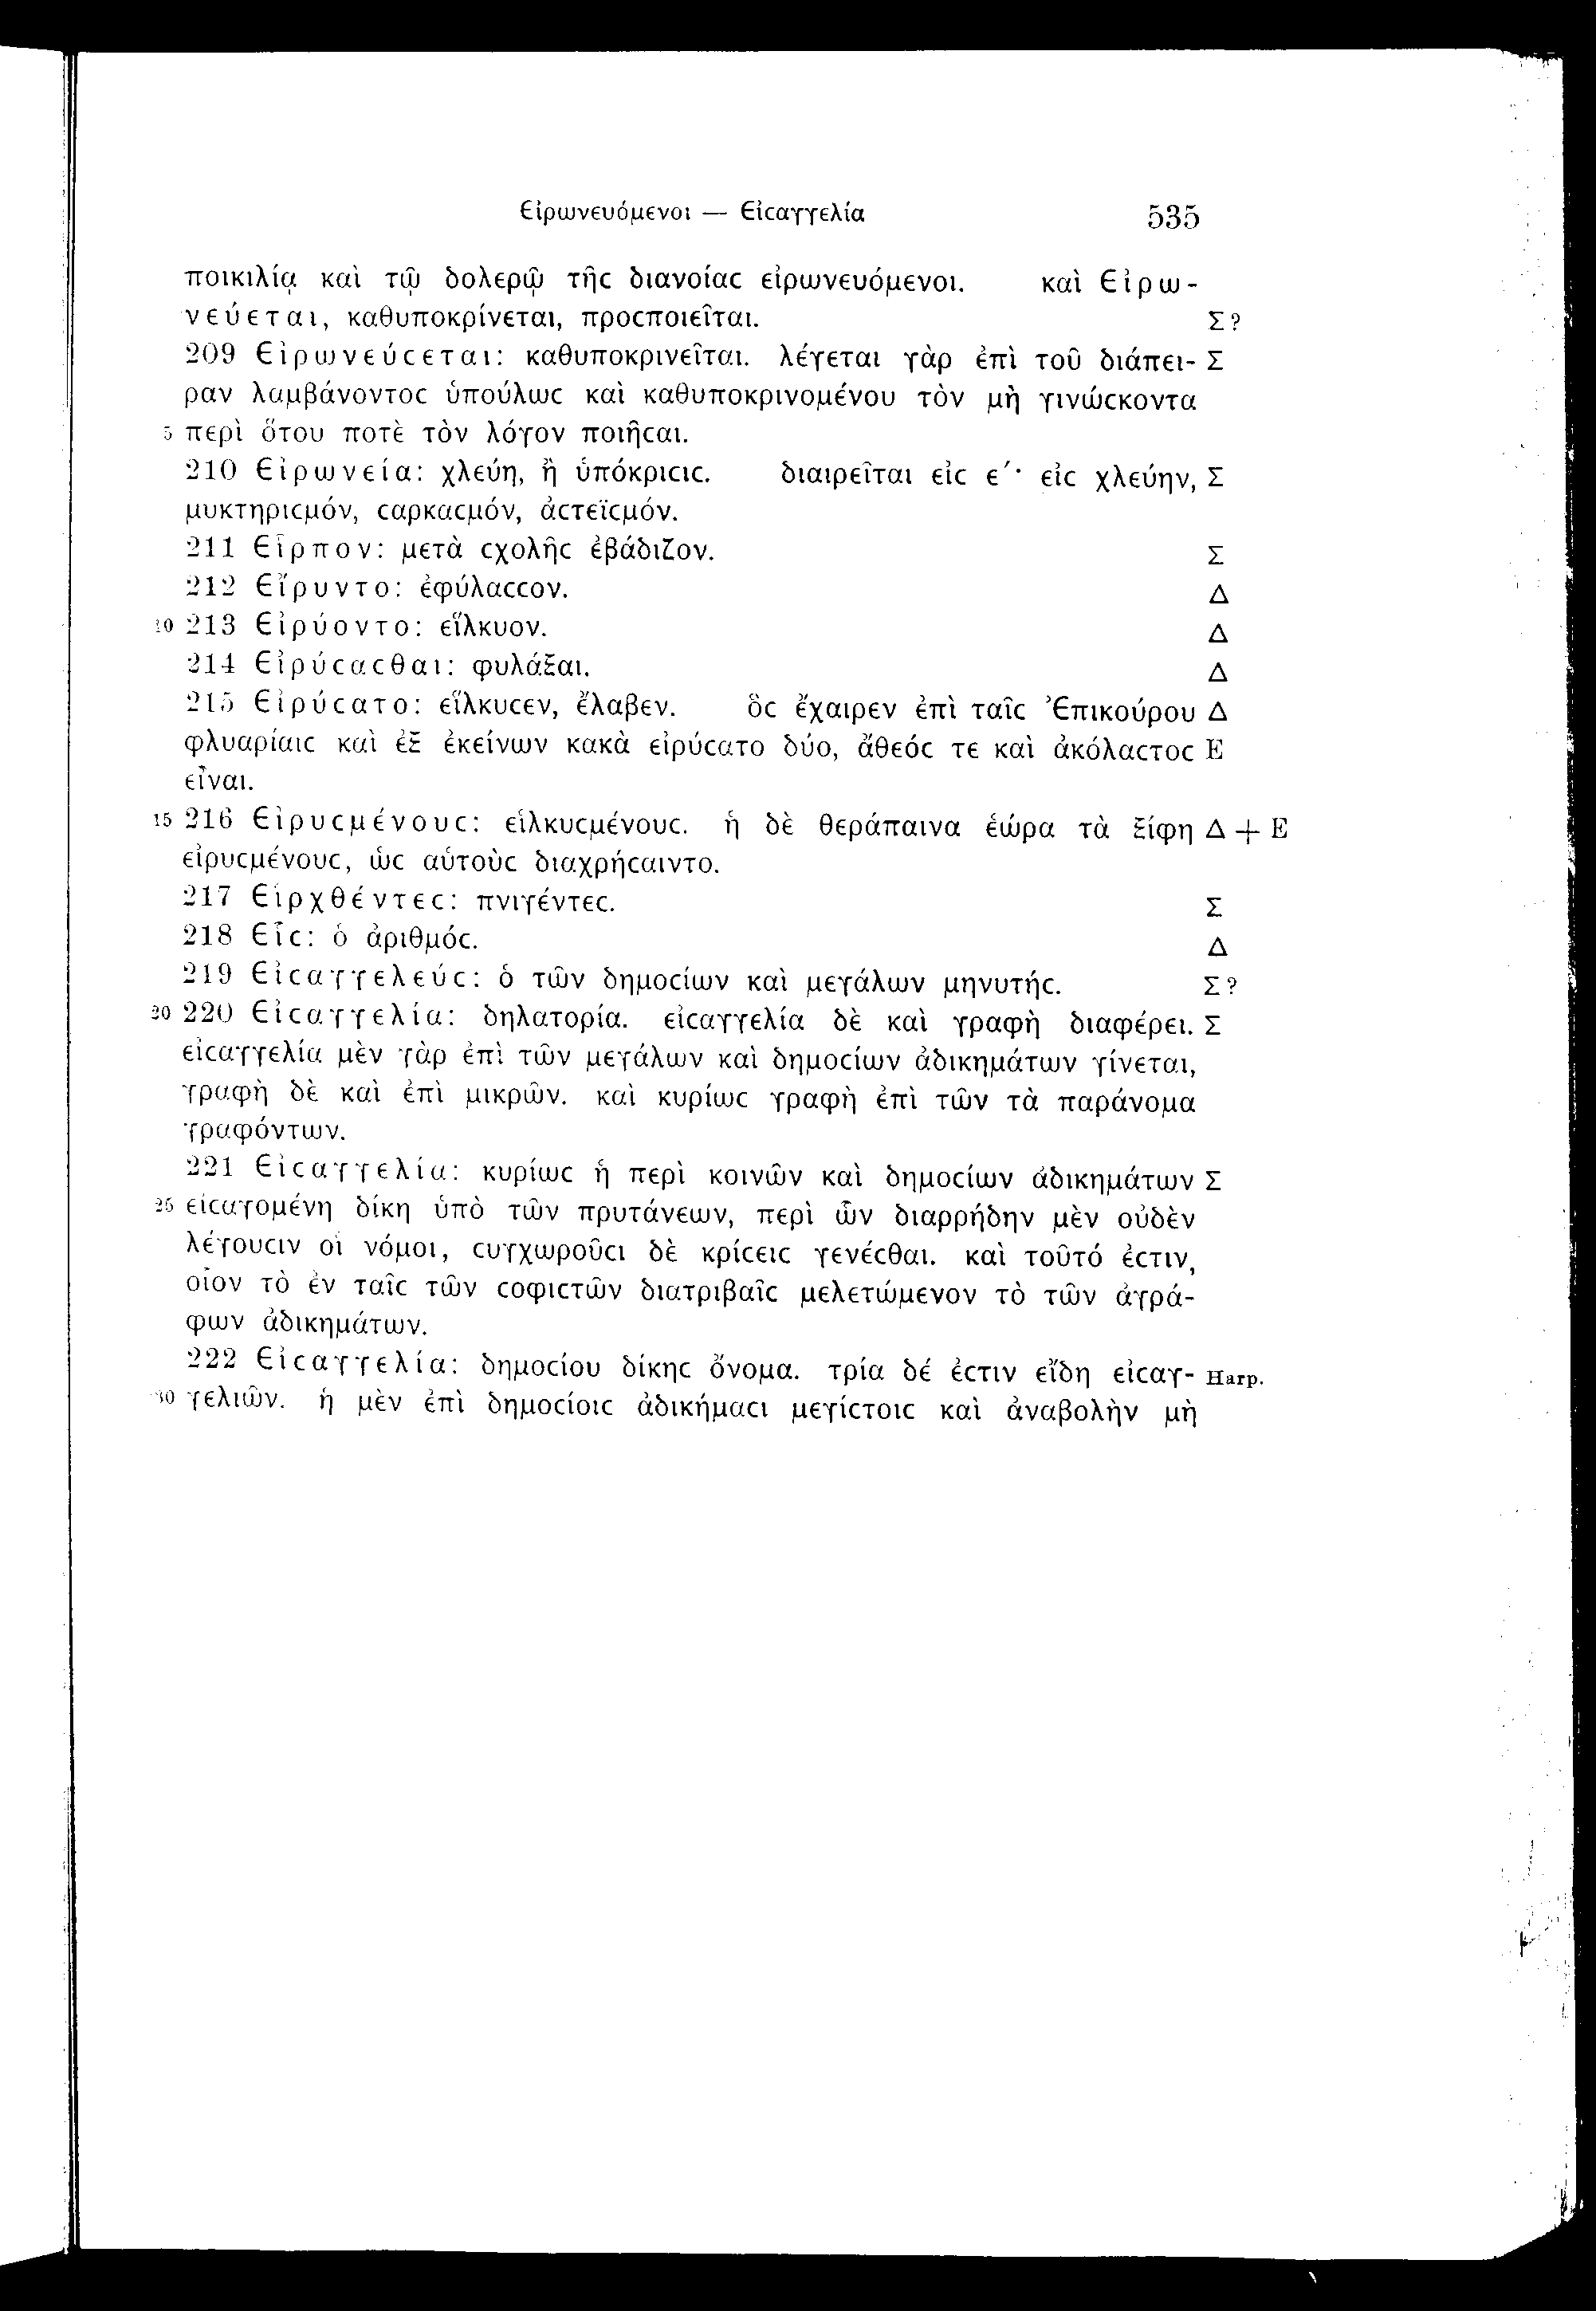 Εἰρωνευόμενοι — Εἰcαγγελία 535
ποικιλίᾳ καὶ τῷ δολερῷ τῆc διανοίαc εἰρωνευόμενοι. καὶ Εἰρω-
νεύεται, καθυποκρίνεται, προcποιεῖται. Σ?
209 Εἰρωνεύcεται: καθυποκρινεῖται. λέγεται γὰρ ἐπὶ τοῦ διάπει- Σ
ραν λαμβάνοντοc ὑπούλωc καὶ καθυποκρινομένου τὸν μὴ γινώcκοντα
5 περὶ ὅτου ποτὲ τὸν λόγον ποιῆcαι.
210 Εἰρωνεία: χλεύη, ἢ ὑπόκριcιc. διαιρεῖται εἰc ε´· εἰc χλεύην, Σ
μυκτηριcμόν, cαρκαcμόν, ἀcτεϊcμόν.
211 Εἷρπον: μετὰ cχολῆc ἐβάδιζον. Σ
212 Εἴρυντο: ἐφύλαccον. Δ
10 213 Εἰρύοντο: εἵλκυον. Δ
214 Εἰρύcαcθαι: φυλάξαι. Δ
215 Εἰρύcατο: εἵλκυcεν, ἔλαβεν. ὃc ἔχαιρεν ἐπὶ ταῖc Ἐπικούρου Δ
φλυαρίαιc καὶ ἐξ ἐκείνων κακὰ εἰρύcατο δύο, ἄθεόc τε καὶ ἀκόλαcτοc E
εἶναι.
15 216 Εἰρυcμένουc: εἱλκυcμένουc. ἡ δὲ θεράπαινα ἑώρα τὰ ξίφη Δ + E
εἰρυcμένουc, ὡc αὑτοὺc διαχρήcαιντο.
217 Εἱρχθέντεc: πνιγέντεc. Σ
218 Εἷc: ὁ ἀριθμόc. Δ
219 Εἰcαγγελεύc: ὁ τῶν δημοcίων καὶ μεγάλων μηνυτήc. Σ?
20 220 Εἰcαγγελία: δηλατορία. εἰcαγγελία δὲ καὶ γραφὴ διαφέρει. Σ
εἰcαγγελία μὲν γὰρ ἐπὶ τῶν μεγάλων καὶ δημοcίων ἀδικημάτων γίνεται,
γραφὴ δὲ καὶ ἐπὶ μικρῶν. καὶ κυρίωc γραφὴ ἐπὶ τῶν τὰ παράνομα
γραφόντων.
221 Εἰcαγγελία: κυρίωc ἡ περὶ κοινῶν καὶ δημοcίων ἀδικημάτων Σ
25 εἰcαγομένη δίκη ὑπὸ τῶν πρυτάνεων, περὶ ὧν διαρρήδην μὲν οὐδὲν
λέγουcιν οἱ νόμοι, cυγχωροῦcι δὲ κρίcειc γενέcθαι. καὶ τοῦτό ἐcτιν,
οἷον τὸ ἐν ταῖc τῶν cοφιcτῶν διατριβαῖc μελετώμενον τὸ τῶν ἀγρά-
φων ἀδικημάτων.
222 Εἰcαγγελία: δημοcίου δίκηc ὄνομα. τρία δέ ἐcτιν εἴδη εἰcαγ- Harp.
30 γελιῶν. ἡ μὲν ἐπὶ δημοcίοιc ἀδικήμαcι μεγίcτοιc καὶ ἀναβολὴν μὴ